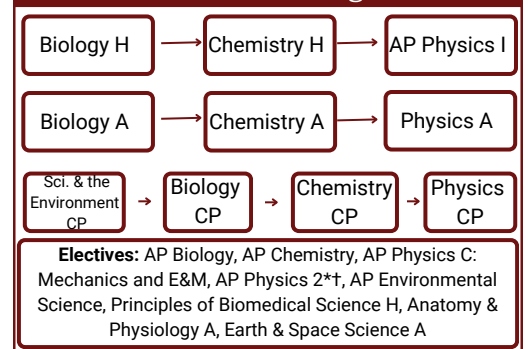 Biology H
Chemistry H
AP Physics I
Biology A
Chemistry A
Physics A
Sci. & the
Environment
CP
Biology
CP
Chemistry
CP
Physics
CP
Electives: AP Biology, AP Chemistry, AP Physics C:
Mechanics and E&M, AP Physics 2*†, AP Environmental
Science, Principles of Biomedical Science H, Anatomy &
Physiology A, Earth & Space Science A